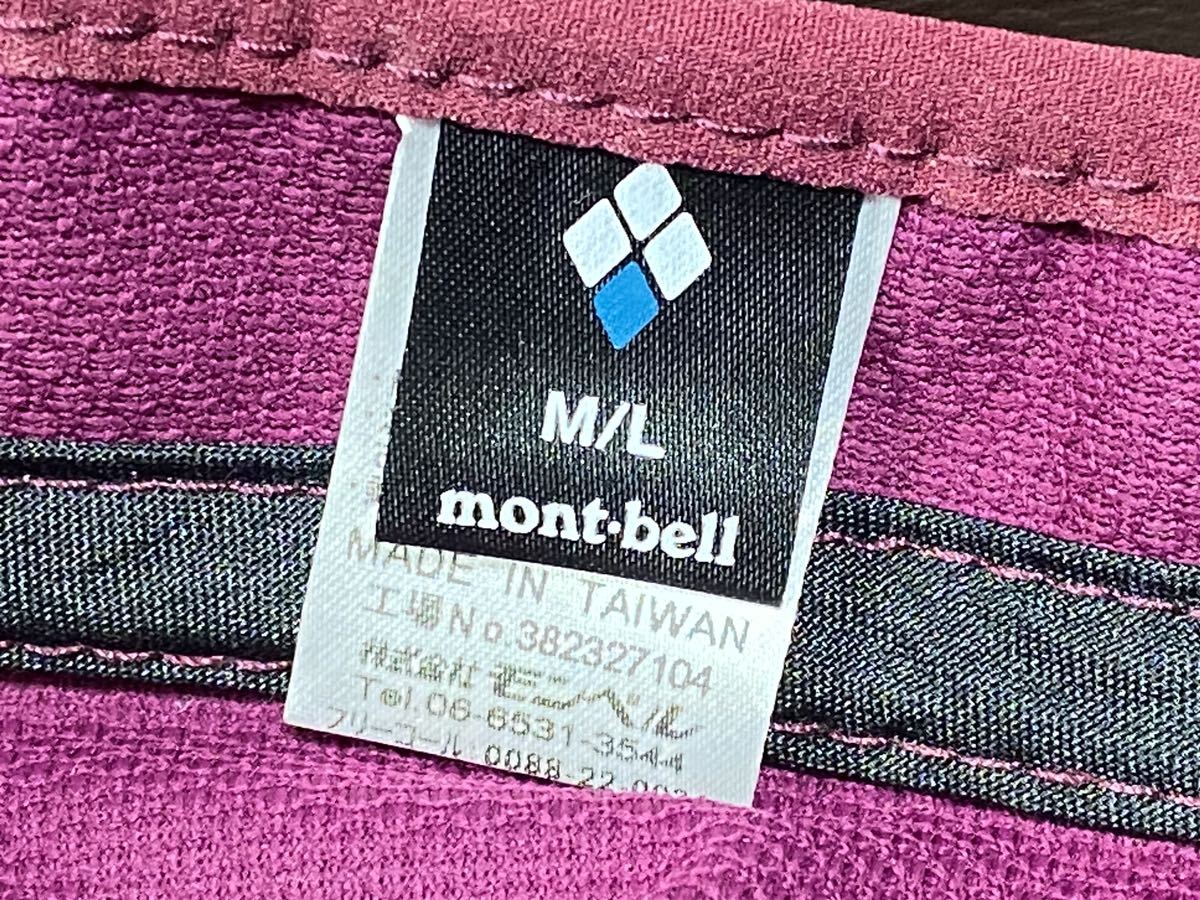 M/L
mont·bell
MADE IN TAIWAN
工場No.382327104
株式会社 モンベル
Tel.06-6531-3544
フリーコール 0088-22-003